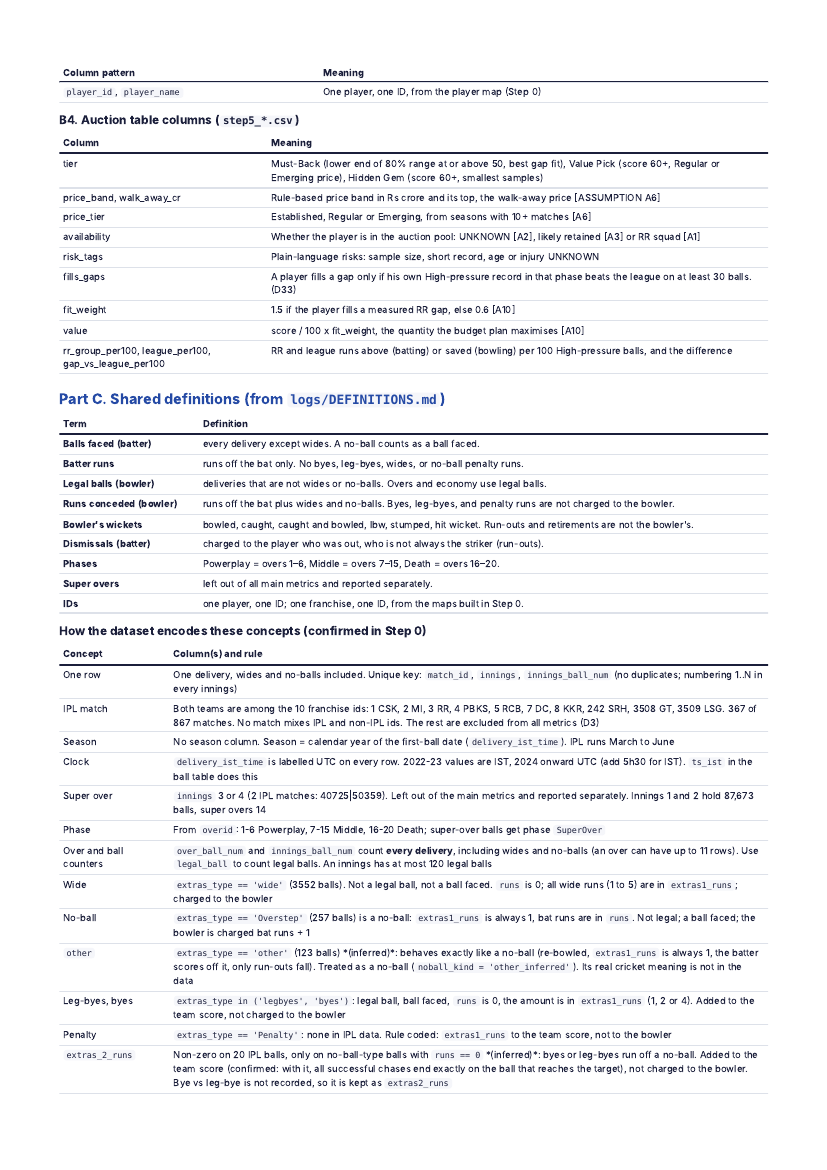 Column pattern Meaning
player_id, player_name One player, one ID, from the player map (Step 0)
B4. Auction table columns ( step5_*.csv )
Column Meaning
tier Must-Back (lower end of 80% range at or above 50, best gap fit), Value Pick (score 60+, Regular or
Emerging price), Hidden Gem (score 60+, smallest samples)
price_band, walk_away_cr Rule-based price band in Rs crore and its top, the walk-away price [ASSUMPTION A6]
price_tier Established, Regular or Emerging, from seasons with 10+ matches [A6]
availability Whether the player is in the auction pool: UNKNOWN [A2], likely retained [A3] or RR squad [A1]
risk_tags Plain-language risks: sample size, short record, age or injury UNKNOWN
fills_gaps A player fills a gap only if his own High-pressure record in that phase beats the league on at least 30 balls.
(D33)
fit_weight 1.5 if the player fills a measured RR gap, else 0.6 [A10]
value score / 100 x fit_weight, the quantity the budget plan maximises [A10]
rr_group_per100, league_per100, RR and league runs above (batting) or saved (bowling) per 100 High-pressure balls, and the difference
gap_vs_league_per100
Part C. Shared definitions (from logs/DEFINITIONS.md )
Term Definition
Balls faced (batter) every delivery except wides. A no-ball counts as a ball faced.
Batter runs runs off the bat only. No byes, leg-byes, wides, or no-ball penalty runs.
Legal balls (bowler) deliveries that are not wides or no-balls. Overs and economy use legal balls.
Runs conceded (bowler) runs off the bat plus wides and no-balls. Byes, leg-byes, and penalty runs are not charged to the bowler.
Bowler's wickets bowled, caught, caught and bowled, lbw, stumped, hit wicket. Run-outs and retirements are not the bowler's.
Dismissals (batter) charged to the player who was out, who is not always the striker (run-outs).
Phases Powerplay = overs 1–6, Middle = overs 7–15, Death = overs 16–20.
Super overs left out of all main metrics and reported separately.
IDs one player, one ID; one franchise, one ID, from the maps built in Step 0.
How the dataset encodes these concepts (confirmed in Step 0)
Concept Column(s) and rule
One row One delivery, wides and no-balls included. Unique key: match_id, innings, innings_ball_num (no duplicates; numbering 1..N in
every innings)
IPL match Both teams are among the 10 franchise ids: 1 CSK, 2 MI, 3 RR, 4 PBKS, 5 RCB, 7 DC, 8 KKR, 242 SRH, 3508 GT, 3509 LSG. 367 of
867 matches. No match mixes IPL and non-IPL ids. The rest are excluded from all metrics (D3)
Season No season column. Season = calendar year of the first-ball date ( delivery_ist_time ). IPL runs March to June
Clock delivery_ist_time is labelled UTC on every row. 2022-23 values are IST, 2024 onward UTC (add 5h30 for IST). ts_ist in the
ball table does this
Super over innings 3 or 4 (2 IPL matches: 40725|50359). Left out of the main metrics and reported separately. Innings 1 and 2 hold 87,673
balls, super overs 14
Phase From overid : 1-6 Powerplay, 7-15 Middle, 16-20 Death; super-over balls get phase SuperOver
Over and ball over_ball_num and innings_ball_num count every delivery, including wides and no-balls (an over can have up to 11 rows). Use
counters legal_ball to count legal balls. An innings has at most 120 legal balls
Wide extras_type == 'wide' (3552 balls). Not a legal ball, not a ball faced. runs is 0; all wide runs (1 to 5) are in extras1_runs ;
charged to the bowler
No-ball extras_type == 'Overstep' (257 balls) is a no-ball: extras1_runs is always 1, bat runs are in runs . Not legal; a ball faced; the
bowler is charged bat runs + 1
other extras_type == 'other' (123 balls) *(inferred)*: behaves exactly like a no-ball (re-bowled, extras1_runs is always 1, the batter
scores off it, only run-outs fall). Treated as a no-ball ( noball_kind = 'other_inferred' ). Its real cricket meaning is not in the
data
Leg-byes, byes extras_type in ('legbyes', 'byes') : legal ball, ball faced, runs is 0, the amount is in extras1_runs (1, 2 or 4). Added to the
team score, not charged to the bowler
Penalty extras_type == 'Penalty' : none in IPL data. Rule coded: extras1_runs to the team score, not to the bowler
extras_2_runs Non-zero on 20 IPL balls, only on no-ball-type balls with runs == 0 *(inferred)*: byes or leg-byes run off a no-ball. Added to the
team score (confirmed: with it, all successful chases end exactly on the ball that reaches the target), not charged to the bowler.
Bye vs leg-bye is not recorded, so it is kept as extras2_runs